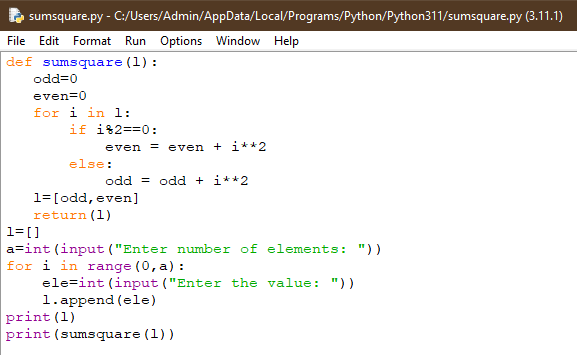 sumsquare.py - C:/Users/Admin/AppData/Local/Programs/Python/Python311/sumsquare.py (3.11.1)
File Edit Format Run Options Window Help
def sumsquare(l):
    odd=0
    even=0
    for i in l:
        if i%2==0:
            even = even + i**2
        else:
            odd = odd + i**2
    l=[odd,even]
    return(l)
l=[]
a=int(input("Enter number of elements: "))
for i in range(0,a):
    ele=int(input("Enter the value: "))
    l.append(ele)
print(l)
print(sumsquare(l))